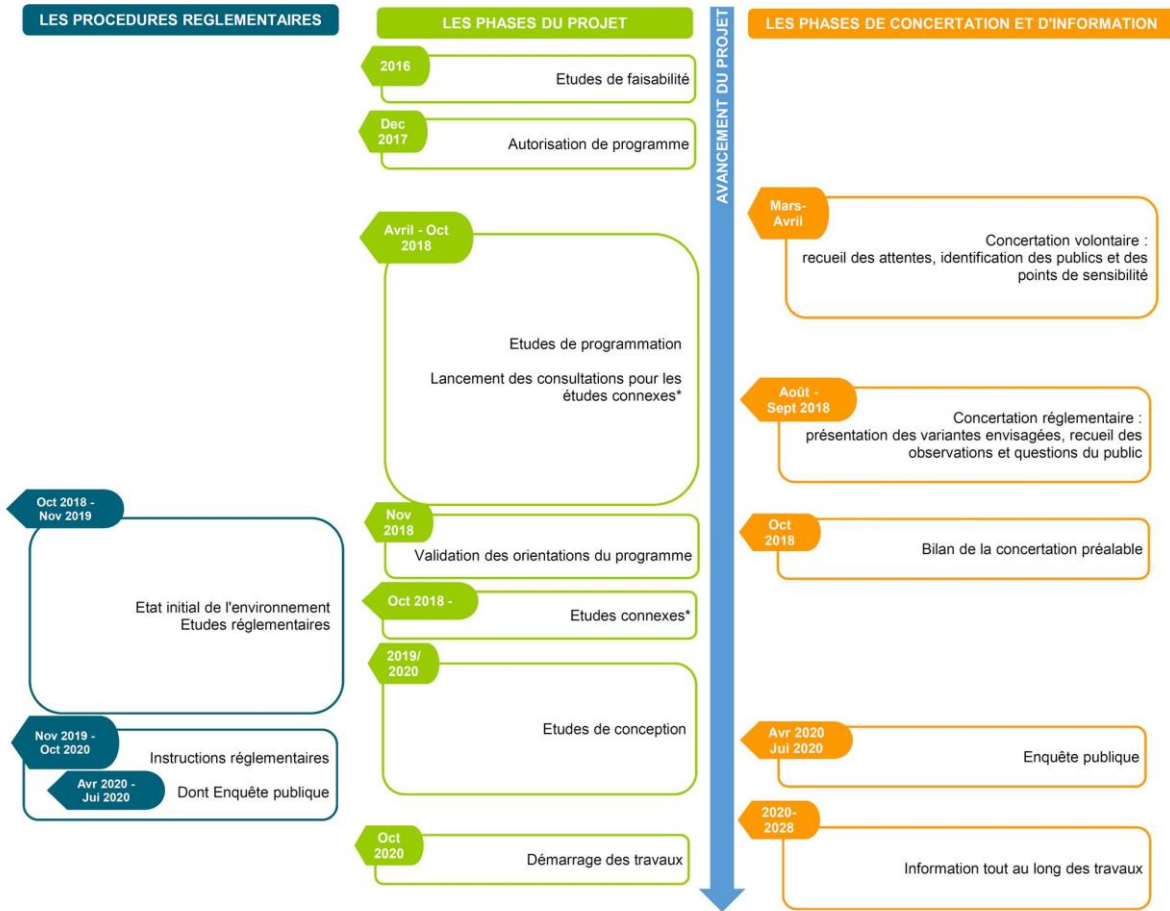 LES PROCEDURES REGLEMENTAIRES
Oct 2018 -
Nov 2019
Etat initial de l'environnement
Etudes réglementaires
Nov 2019 -
Oct 2020
Instructions réglementaires
Avr 2020 -
Jui 2020
Dont Enquête publique
LES PHASES DU PROJET
2016
Etudes de faisabilité
Dec
2017
Autorisation de programme
Avril - Oct
2018
Etudes de programmation
Lancement des consultations pour les
études connexes*
Nov
2018
Validation des orientations du programme
Oct 2018 -
Etudes connexes*
2019/
2020
Etudes de conception
Oct
2020
Démarrage des travaux
AVANCEMENT DU PROJET
LES PHASES DE CONCERTATION ET D'INFORMATION
Mars-
Avril
Concertation volontaire :
recueil des attentes, identification des publics et des
points de sensibilité
Août -
Sept 2018
Concertation réglementaire :
présentation des variantes envisagées, recueil des
observations et questions du public
Oct
2018
Bilan de la concertation préalable
Avr 2020
Jui 2020
Enquête publique
2020-
2028
Information tout au long des travaux